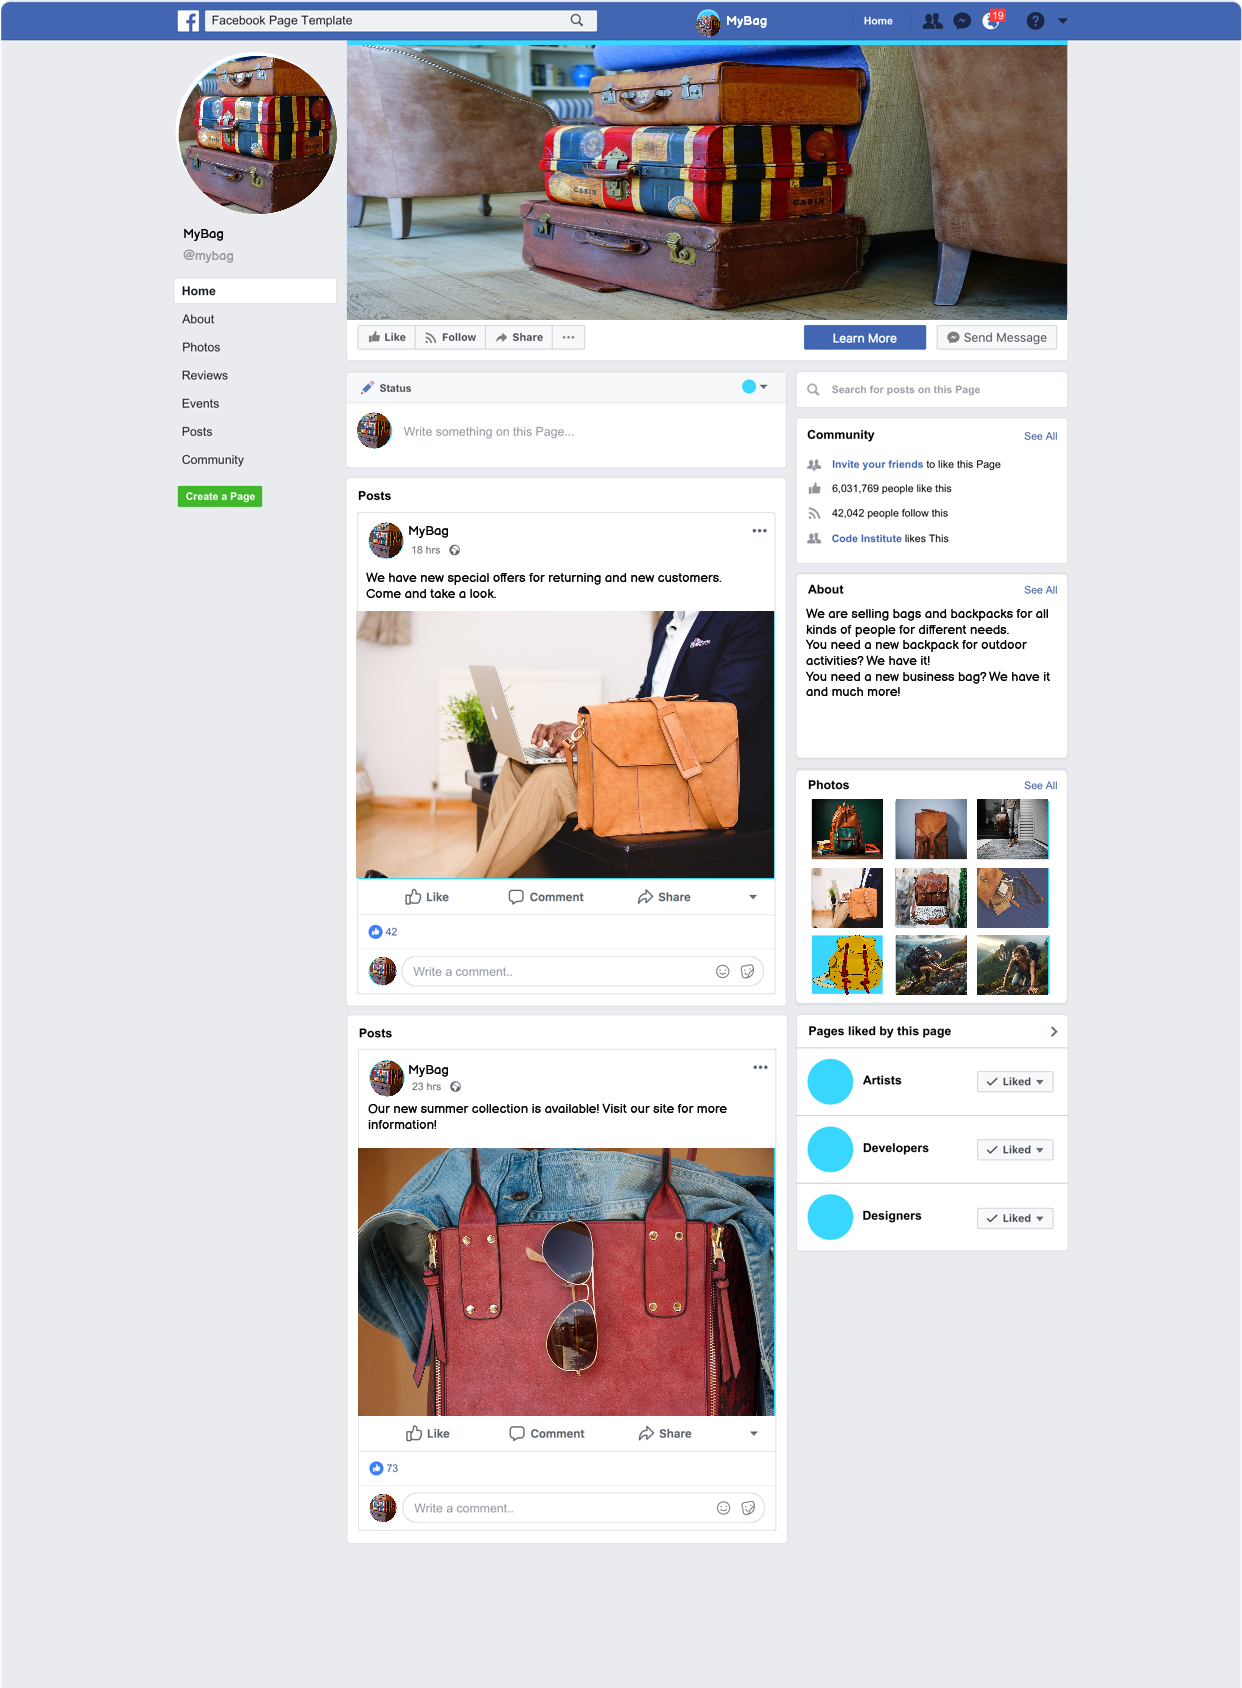 Facebook Page Template
MyBag
Home
19
?
MyBag
@mybag
Home
About
Photos
Reviews
Events
Posts
Community
Create a Page
CABIN
CABIN
Like
Follow
Share
Learn More
Send Message
Status
Write something on this Page...
Posts
MyBag
18 hrs
We have new special offers for returning and new customers.
Come and take a look.
Like
Comment
Share
42
Write a comment..
Posts
MyBag
23 hrs
Our new summer collection is available! Visit our site for more
information!
Like
Comment
Share
73
Write a comment..
Search for posts on this Page
Community
See All
Invite your friends to like this Page
6,031,769 people like this
42,042 people follow this
Code Institute likes This
About
See All
We are selling bags and backpacks for all
kinds of people for different needs.
You need a new backpack for outdoor
activities? We have it!
You need a new business bag? We have it
and much more!
Photos
See All
Pages liked by this page
Artists
Liked
Developers
Liked
Designers
Liked